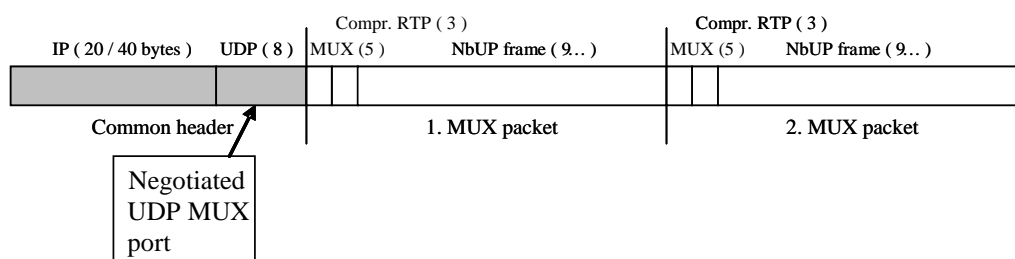 Compr. RTP ( 3 ) Compr. RTP ( 3 )
IP ( 20 / 40 bytes) UDP ( 8 ) MUX (5) NbUP frame ( 9... ) MUX (5) NbUP frame ( 9... )
Common header 1. MUX packet 2. MUX packet
Negotiated
UDP MUX
port